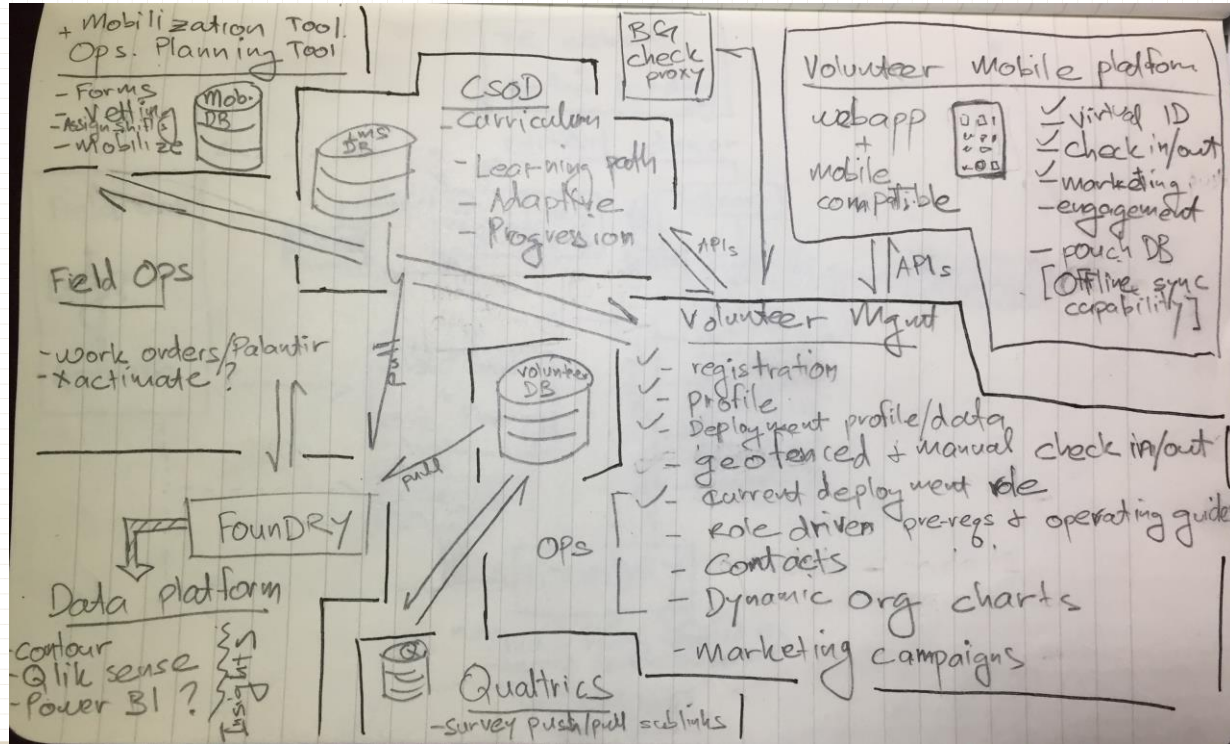 + Mobilization Tool.
Ops. Planning Tool
- Forms
- Vetting
- Assign shifts
- Mobilize
Mob.
DB
LMS
DB
CSOD
- Curriculum
- Learning path
- Adaptive
- Progression
BG
check
proxy
Volunteer Mobile platform
webapp
+
mobile
compatible
✓ virtual ID
✓ check in/out
✓ marketing
- engagement
- pouch DB
[Offline sync
capability]
APIs
APIs
Field Ops
- work orders/Palantir
- Xactimate?
Volunteer Mgmt
✓ - registration
✓ - profile
✓ - Deployment profile/data
- geofenced + manual check in/out
✓ - current deployment role
Role driven pre-reqs & operating guide
- Contacts
- Dynamic Org charts
- marketing campaigns
volunteer
DB
pull
OPs
FounDRY
Data platform
- contour
- Qlik sense
- Power BI ?
Insights
Q
Qualtrics
- survey push/pull